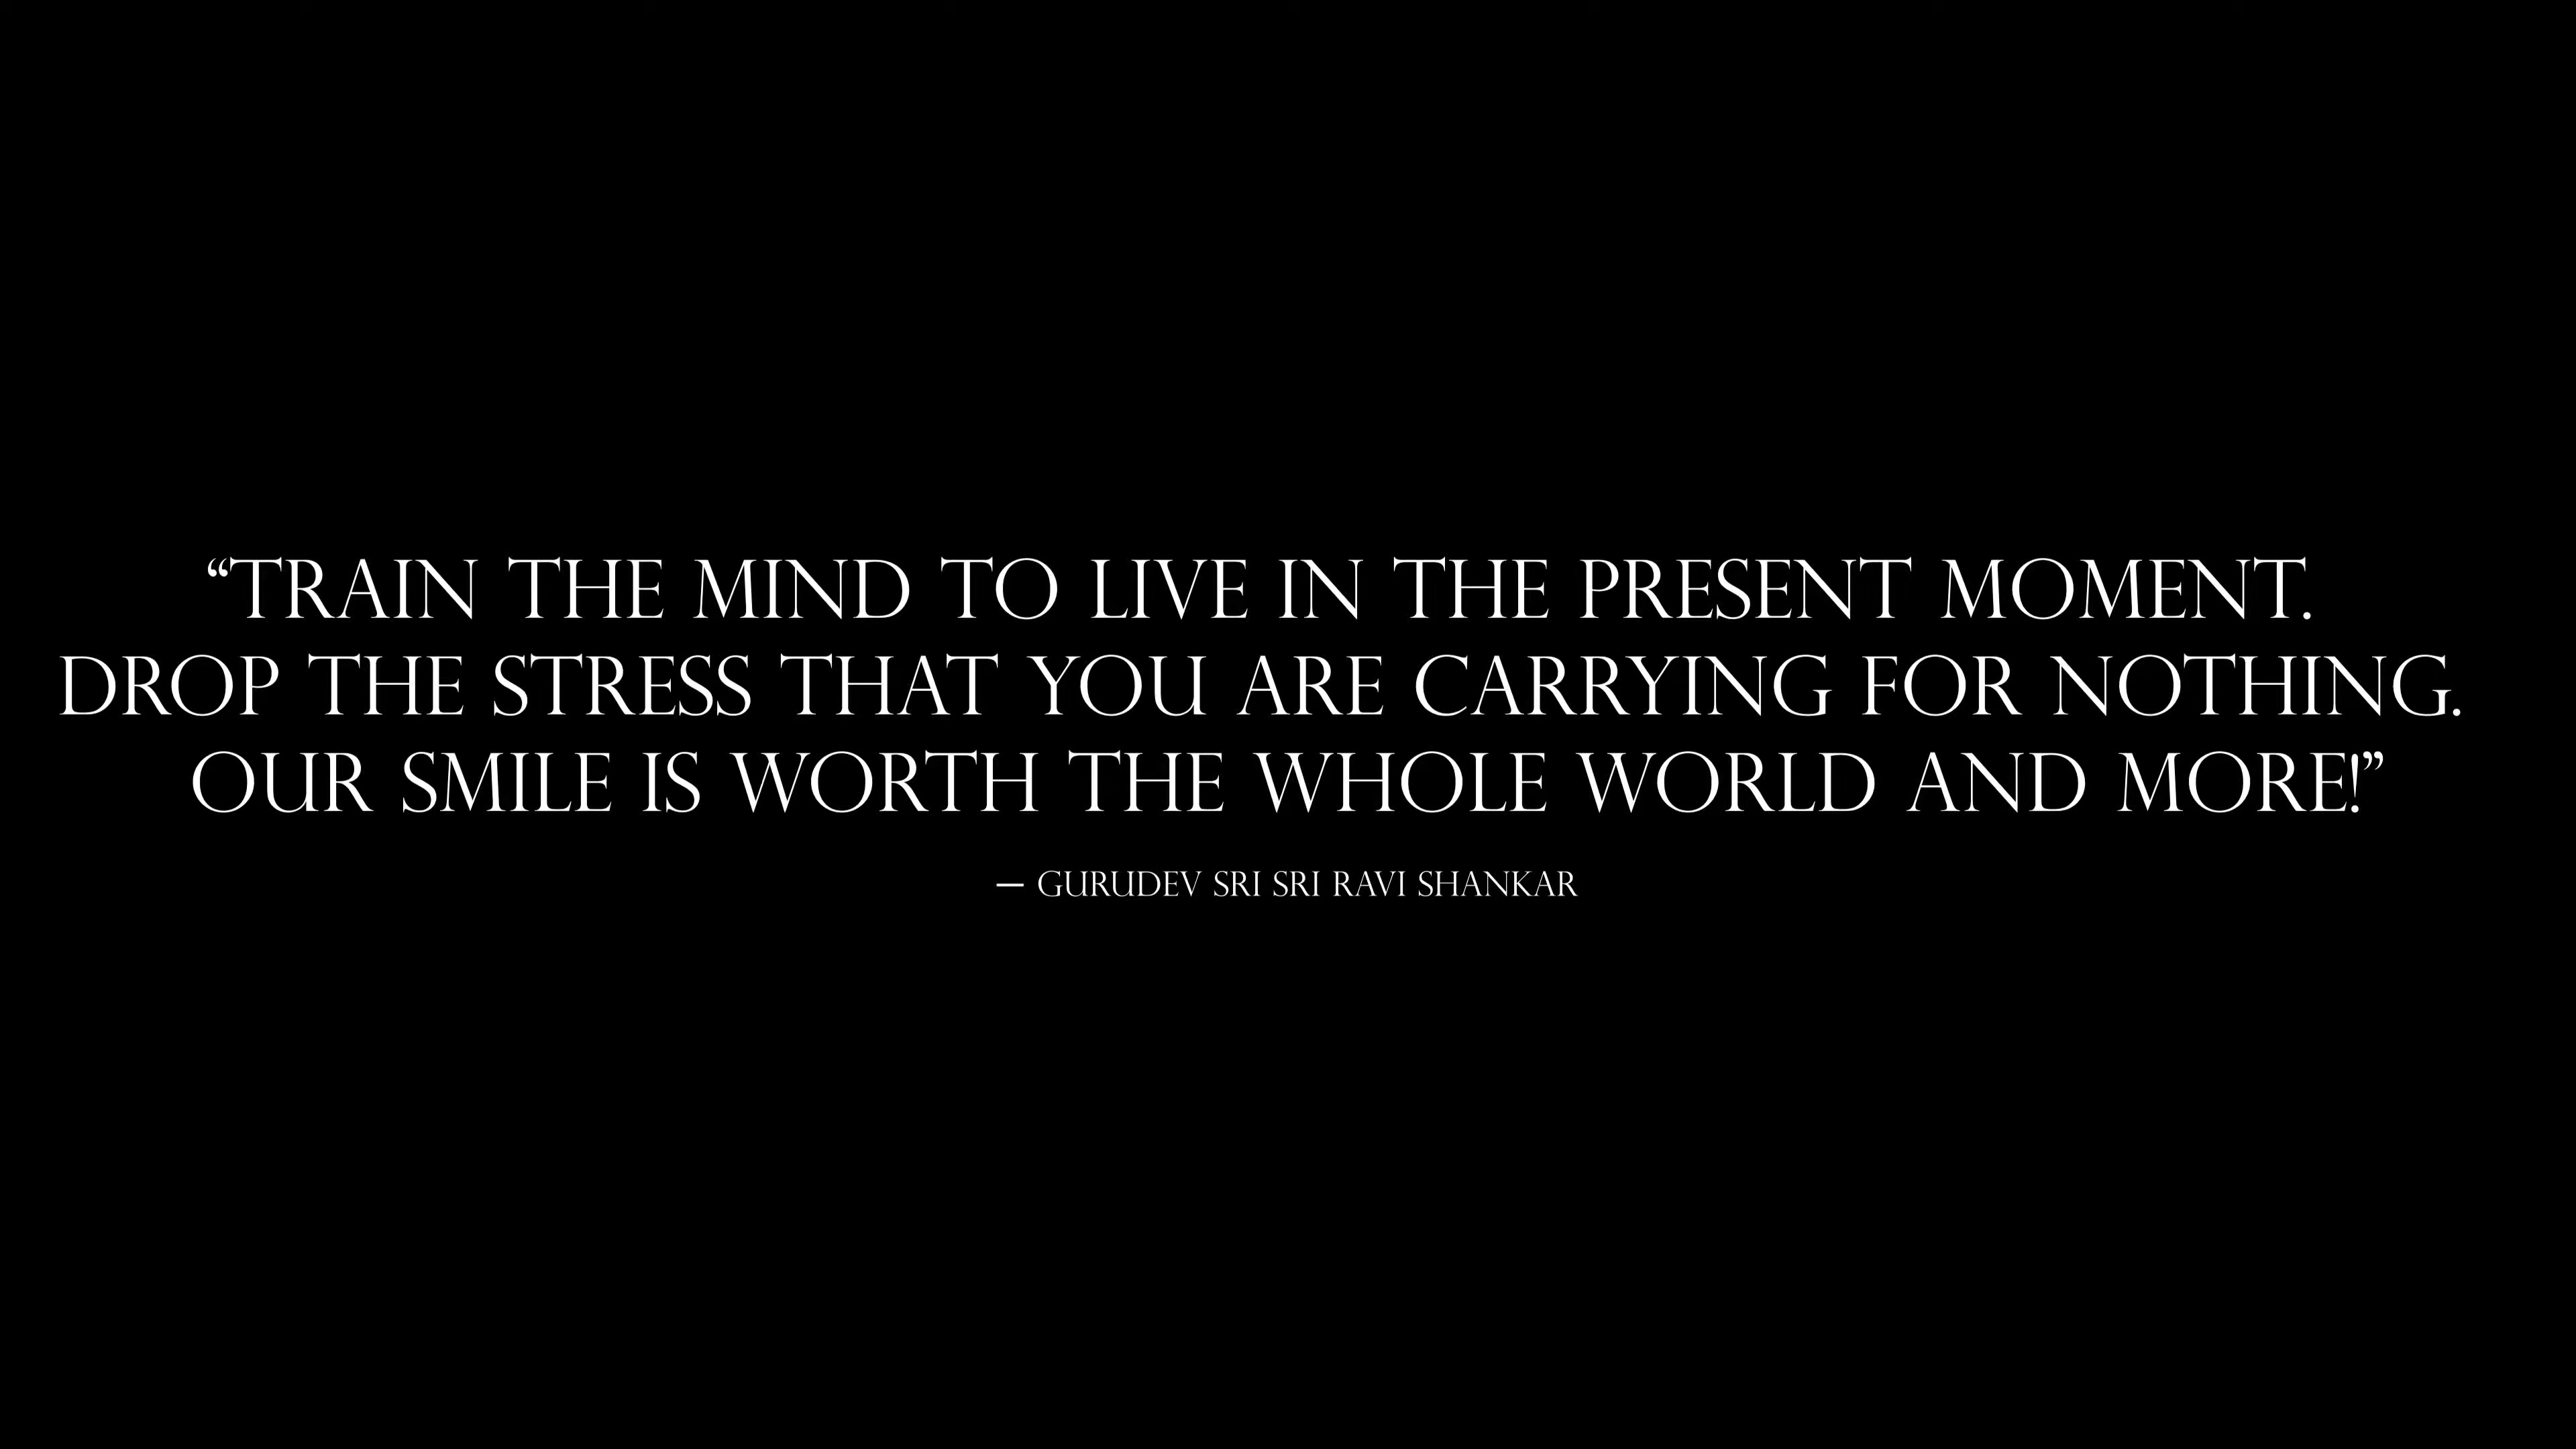 “TRAIN THE MIND TO LIVE IN THE PRESENT MOMENT.
DROP THE STRESS THAT YOU ARE CARRYING FOR NOTHING.
OUR SMILE IS WORTH THE WHOLE WORLD AND MORE!”
— GURUDEV SRI SRI RAVI SHANKAR